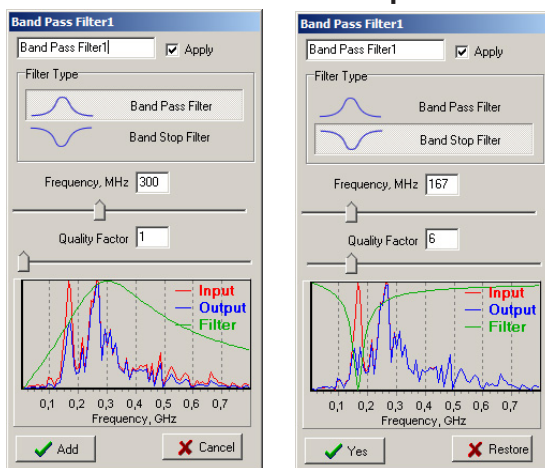 Band Pass Filter1
Band Pass Filter1
Apply
Filter Type
Band Pass Filter
Band Stop Filter
Frequency, MHz 300
Quality Factor 1
Input
Output
Filter
0,1 0,2 0,3 0,4 0,5 0,6 0,7
Frequency, GHz
Add
Cancel
Band Pass Filter1
Band Pass Filter1
Apply
Filter Type
Band Pass Filter
Band Stop Filter
Frequency, MHz 167
Quality Factor 6
Input
Output
Filter
0,1 0,2 0,3 0,4 0,5 0,6 0,7
Frequency, GHz
Yes
Restore